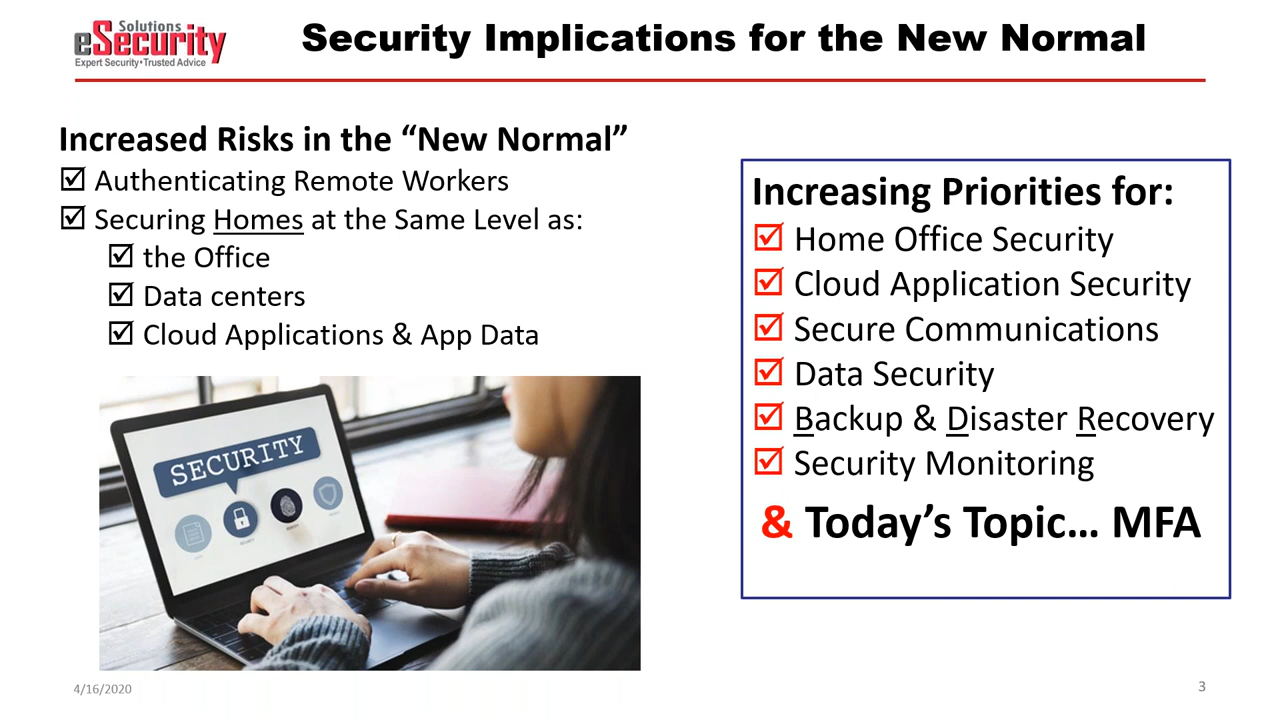 Solutions
eSecurity
Expert Security•Trusted Advice
Security Implications for the New Normal
Increased Risks in the “New Normal”
☑ Authenticating Remote Workers
☑ Securing Homes at the Same Level as:
☑ the Office
☑ Data centers
☑ Cloud Applications & App Data
SECURITY
Increasing Priorities for:
☑ Home Office Security
☑ Cloud Application Security
☑ Secure Communications
☑ Data Security
☑ Backup & Disaster Recovery
☑ Security Monitoring
& Today’s Topic… MFA
4/16/2020
3